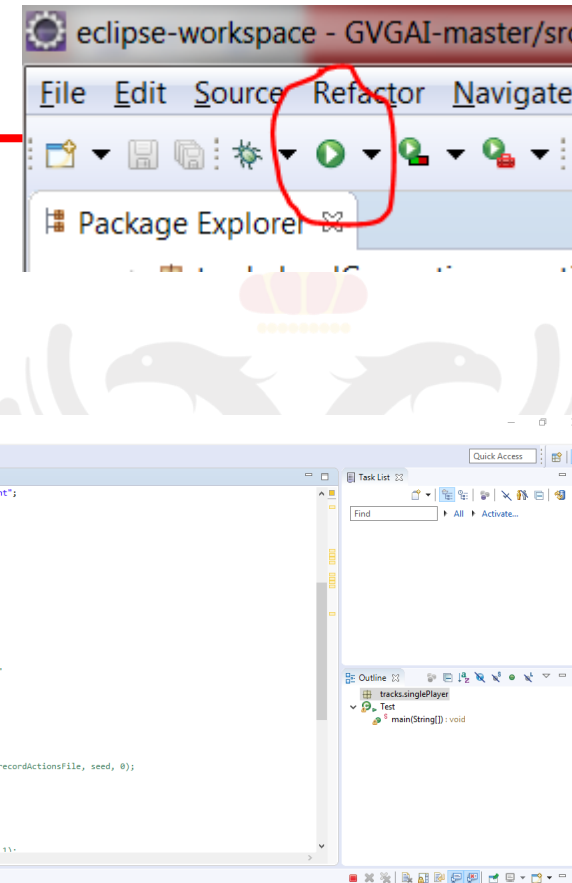 eclipse-workspace - GVGAI-master/src
File Edit Source Refactor Navigate
Package Explorer
Quick Access
Task List
nt";
Find
All
Activate...
Outline
tracks.singlePlayer
Test
main(String[]) : void
recordActionsFile, seed, 0);
1);